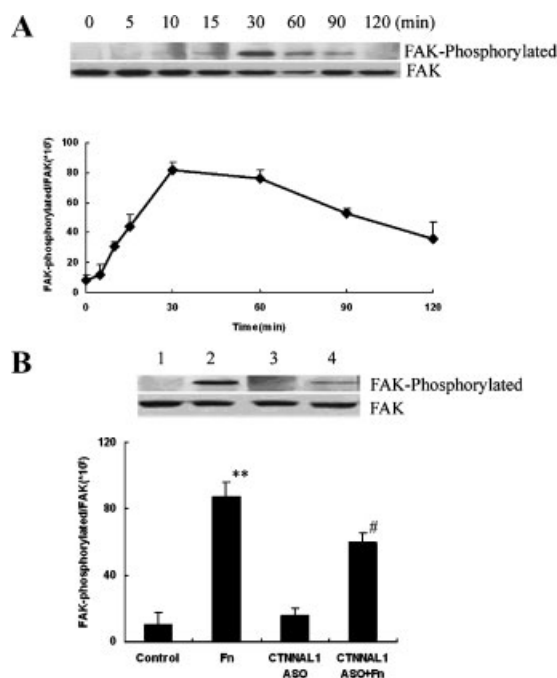 A
0 5 10 15 30 60 90 120 (min)
FAK-Phosphorylated
FAK
FAK-phosphorylated/FAK(*10²)
100
80
60
40
20
0
0 30 60 90 120
Time(min)
B
1 2 3 4
FAK-Phosphorylated
FAK
FAK-phosphorylated/FAK(*10²)
120
80
40
0
**
#
Control Fn CTNNAL1 CTNNAL1
ASO ASO+Fn